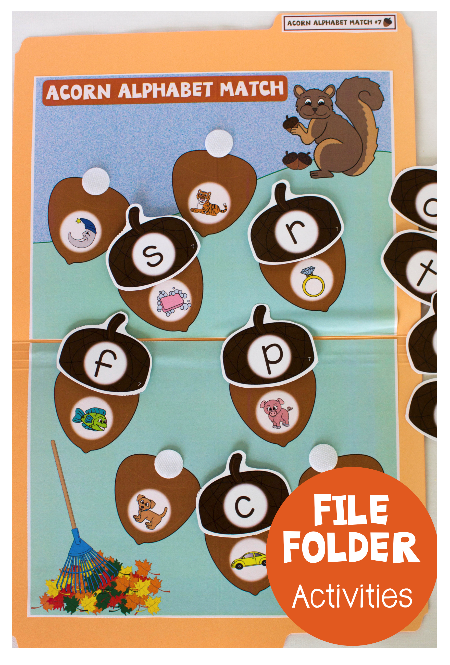 ACORN ALPHABET MATCH #7
ACORN ALPHABET MATCH
s
r
f
p
c
t
FILE
FOLDER
Activities